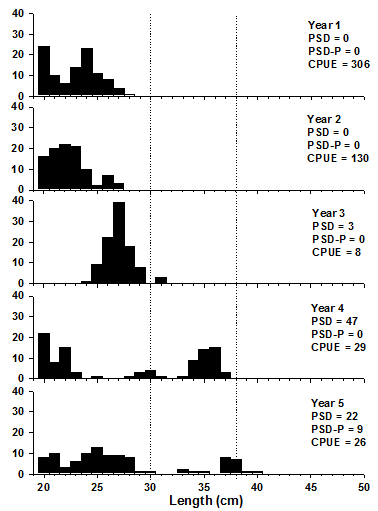 40
30
20
10
0
Year 1
PSD = 0
PSD-P = 0
CPUE = 306
40
30
20
10
0
Year 2
PSD = 0
PSD-P = 0
CPUE = 130
40
30
20
10
0
Year 3
PSD = 3
PSD-P = 0
CPUE = 8
40
30
20
10
0
Year 4
PSD = 47
PSD-P = 0
CPUE = 29
40
30
20
10
0
Year 5
PSD = 22
PSD-P = 9
CPUE = 26
20 25 30 35 40 45 50
Length (cm)